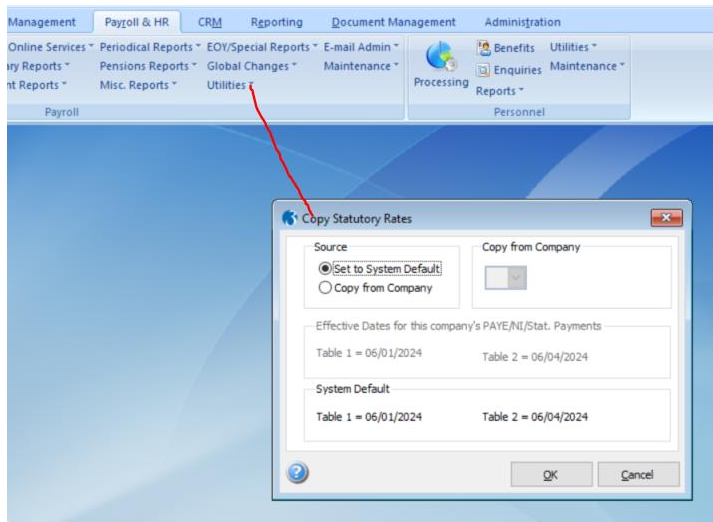 Management Payroll & HR CRM Reporting Document Management Administration
Online Services Periodical Reports EOY/Special Reports E-mail Admin Benefits Utilities
ary Reports Pensions Reports Global Changes Maintenance Enquiries Maintenance
nt Reports Misc. Reports Utilities Processing Reports
Payroll Personnel
Copy Statutory Rates
Source Copy from Company
Set to System Default
Copy from Company
Effective Dates for this company's PAYE/NI/Stat. Payments
Table 1 = 06/01/2024 Table 2 = 06/04/2024
System Default
Table 1 = 06/01/2024 Table 2 = 06/04/2024
OK Cancel